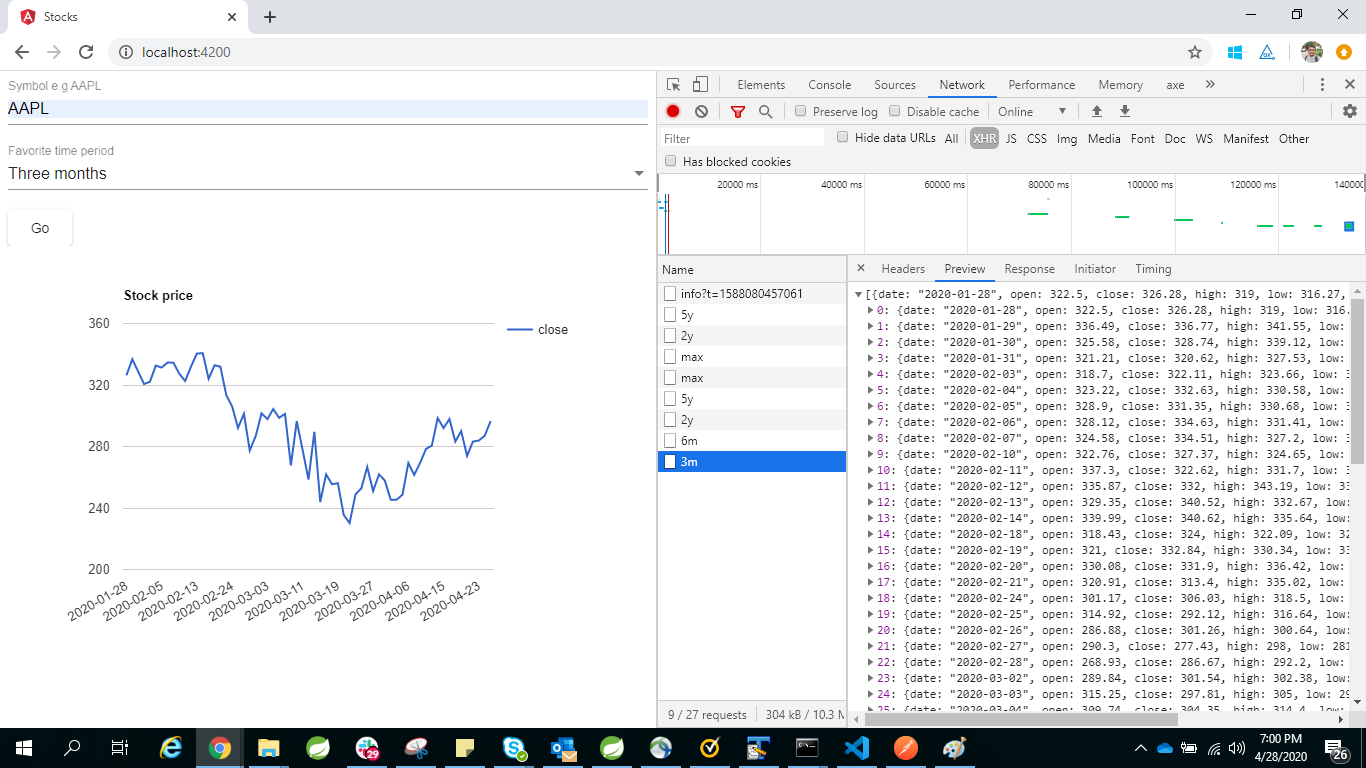 Stocks
localhost:4200
Symbol e.g AAPL
AAPL
Favorite time period
Three months
Go
Stock price
360
320
280
240
200
close
2020-01-28
2020-02-05
2020-02-13
2020-02-24
2020-03-03
2020-03-11
2020-03-19
2020-03-27
2020-04-06
2020-04-15
2020-04-23
Elements Console Sources Network Performance Memory axe
Preserve log Disable cache Online
Filter Hide data URLs All XHR JS CSS Img Media Font Doc WS Manifest Other
Has blocked cookies
20000 ms 40000 ms 60000 ms 80000 ms 100000 ms 120000 ms 140000
Name
info?t=1588080457061
5y
2y
max
max
5y
2y
6m
3m
9 / 27 requests 304 kB / 10.3 M
Headers Preview Response Initiator Timing
[{date: "2020-01-28", open: 322.5, close: 326.28, high: 319, low: 316.27,
0: {date: "2020-01-28", open: 322.5, close: 326.28, high: 319, low: 316.
1: {date: "2020-01-29", open: 336.49, close: 336.77, high: 341.55, low:
2: {date: "2020-01-30", open: 325.58, close: 328.74, high: 339.12, low:
3: {date: "2020-01-31", open: 321.21, close: 320.62, high: 327.53, low:
4: {date: "2020-02-03", open: 318.7, close: 322.11, high: 323.66, low: 3
5: {date: "2020-02-04", open: 323.22, close: 332.63, high: 330.58, low:
6: {date: "2020-02-05", open: 328.9, close: 331.35, high: 330.68, low: 3
7: {date: "2020-02-06", open: 328.12, close: 334.63, high: 331.41, low:
8: {date: "2020-02-07", open: 324.58, close: 334.51, high: 327.2, low: 3
9: {date: "2020-02-10", open: 322.76, close: 327.37, high: 324.65, low:
10: {date: "2020-02-11", open: 337.3, close: 322.62, high: 331.7, low: 3
11: {date: "2020-02-12", open: 335.87, close: 332, high: 343.19, low: 33
12: {date: "2020-02-13", open: 329.35, close: 340.52, high: 332.67, low:
13: {date: "2020-02-14", open: 339.99, close: 340.62, high: 335.64, low:
14: {date: "2020-02-18", open: 318.43, close: 324, high: 322.09, low: 32
15: {date: "2020-02-19", open: 321, close: 332.84, high: 330.34, low: 33
16: {date: "2020-02-20", open: 330.08, close: 331.9, high: 336.42, low:
17: {date: "2020-02-21", open: 320.91, close: 313.4, high: 335.02, low:
18: {date: "2020-02-24", open: 301.17, close: 306.03, high: 318.5, low:
19: {date: "2020-02-25", open: 314.92, close: 292.12, high: 316.64, low:
20: {date: "2020-02-26", open: 286.88, close: 301.26, high: 300.64, low:
21: {date: "2020-02-27", open: 290.3, close: 277.43, high: 298, low: 281
22: {date: "2020-02-28", open: 268.93, close: 286.67, high: 292.2, low:
23: {date: "2020-03-02", open: 289.84, close: 301.54, high: 302.38, low:
24: {date: "2020-03-03", open: 315.25, close: 297.81, high: 305, low: 29
25: {date: "2020-03-04", open: 309.74, close: 304.35, high: 314.4, low:
29
7:00 PM
4/28/2020
26